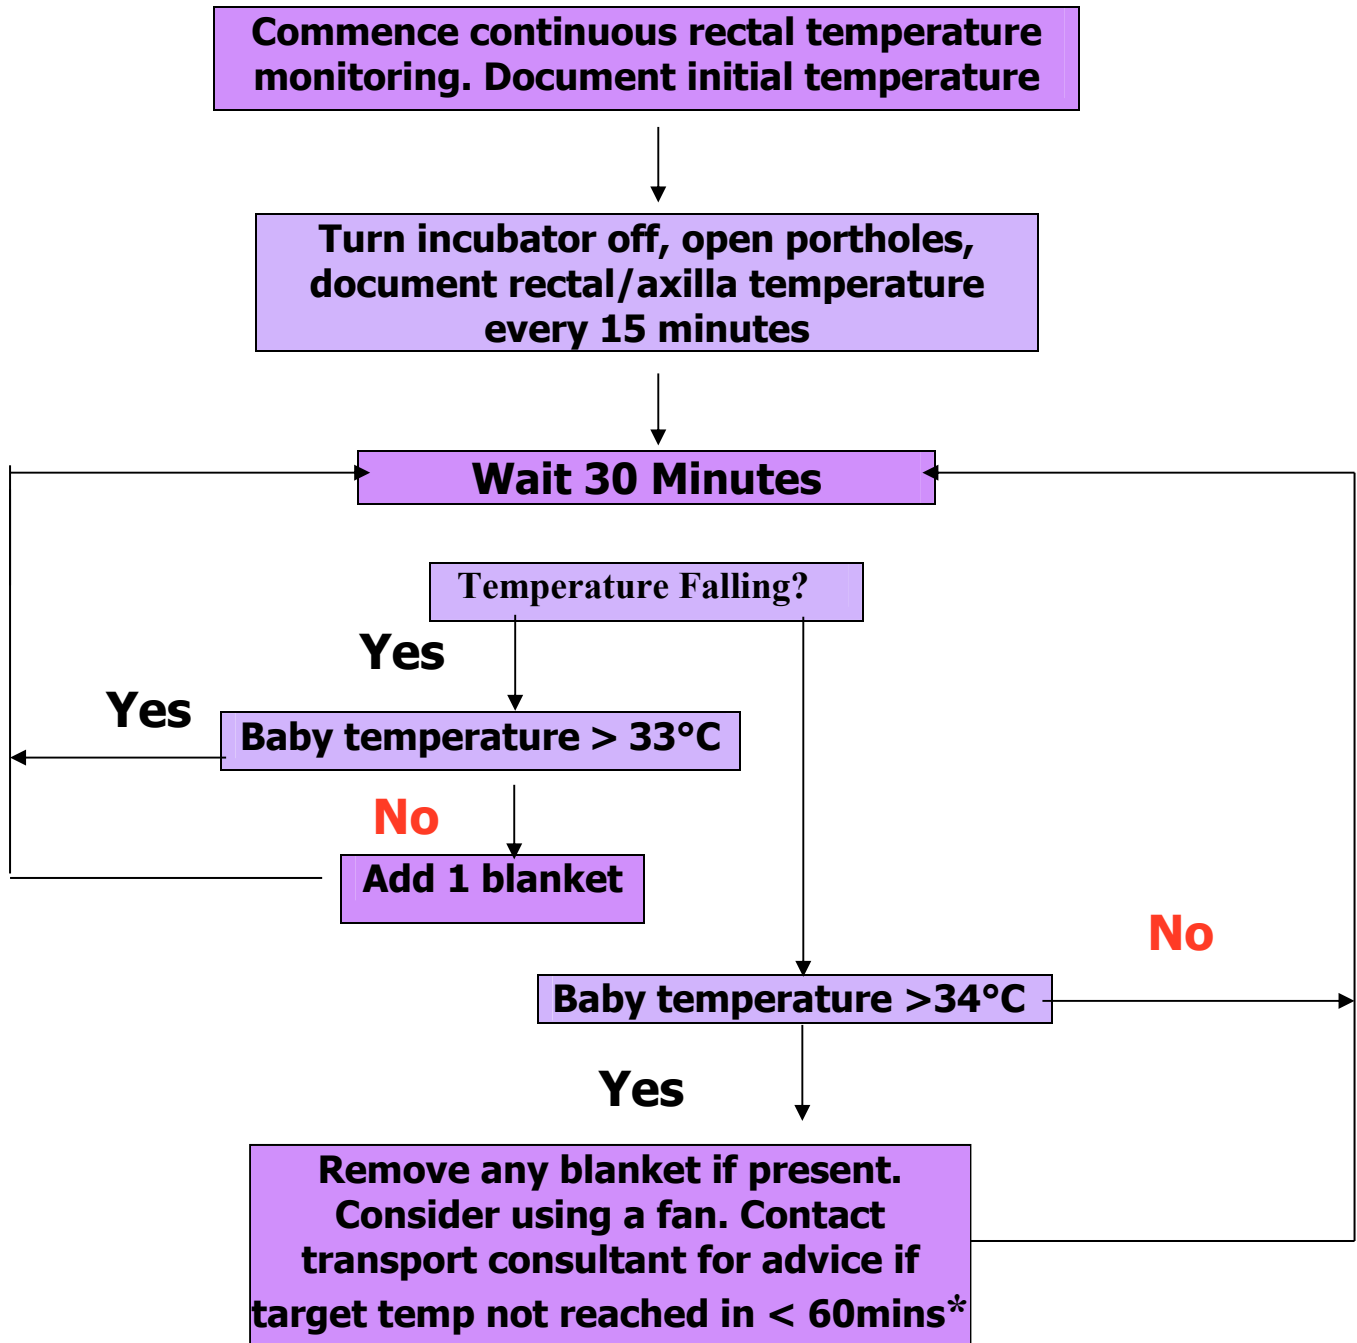 Commence continuous rectal temperature
monitoring. Document initial temperature
Turn incubator off, open portholes,
document rectal/axilla temperature
every 15 minutes
Wait 30 Minutes
Temperature Falling?
Yes
Yes
Baby temperature > 33°C
No
Add 1 blanket
No
Baby temperature >34°C
Yes
Remove any blanket if present.
Consider using a fan. Contact
transport consultant for advice if
target temp not reached in < 60mins*